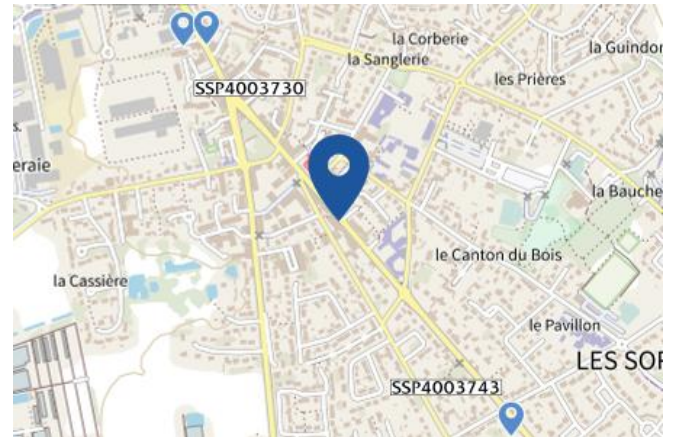 la Corberie
la Guindor
la Sanglerie
les Prières
SSP4003730
s.
eraie
la Bauche
le Canton du Bois
la Cassière
le Pavillon
LES SOR
SSP4003743